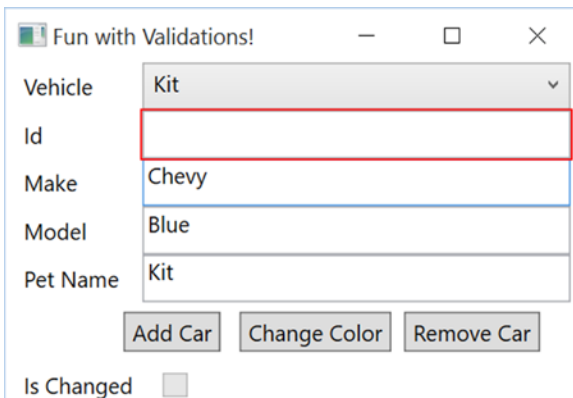 Fun with Validations!
Vehicle Kit
Id
Make Chevy
Model Blue
Pet Name Kit
Add Car Change Color Remove Car
Is Changed